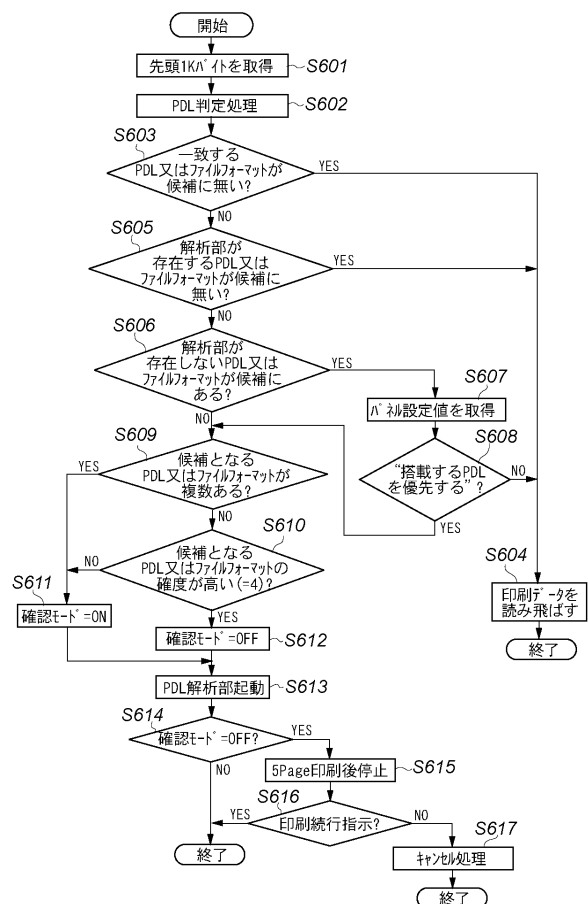 開始
先頭1Kバイトを取得
S601
PDL判定処理
S602
S603
一致する
PDL又はファイルフォーマットが
候補に無い?
YES
NO
S605
解析部が
存在するPDL又は
ファイルフォーマットが候補に
無い?
YES
NO
S606
解析部が
存在しないPDL又は
ファイルフォーマットが候補に
ある?
YES
NO
S607
パネル設定値を取得
S608
“搭載するPDL
を優先する”?
NO
YES
S609
候補となる
PDL又はファイルフォーマットが
複数ある?
YES
NO
S610
候補となる
PDL又はファイルフォーマットの
確度が高い(=4)?
NO
YES
S604
印刷データを
読み飛ばす
終了
S611
確認モード=ON
確認モード=OFF
S612
PDL解析部起動
S613
S614
確認モード=OFF?
YES
NO
5Page印刷後停止
S615
S616
印刷続行指示?
YES
NO
S617
キャンセル処理
終了
終了